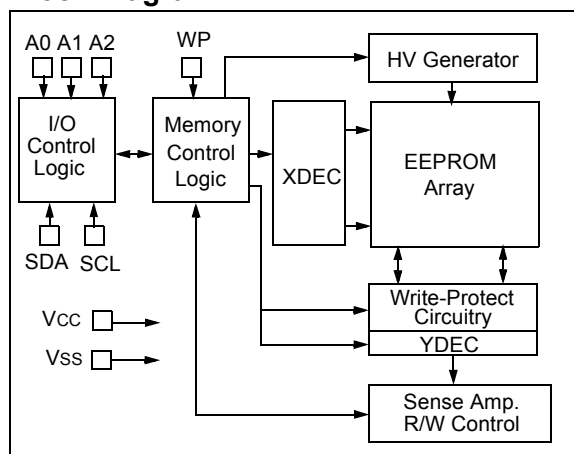 A0 A1 A2
WP
HV Generator
I/O
Control
Logic
Memory
Control
Logic
XDEC
EEPROM
Array
SDA
SCL
Write-Protect
Circuitry
YDEC
VCC
VSS
Sense Amp.
R/W Control